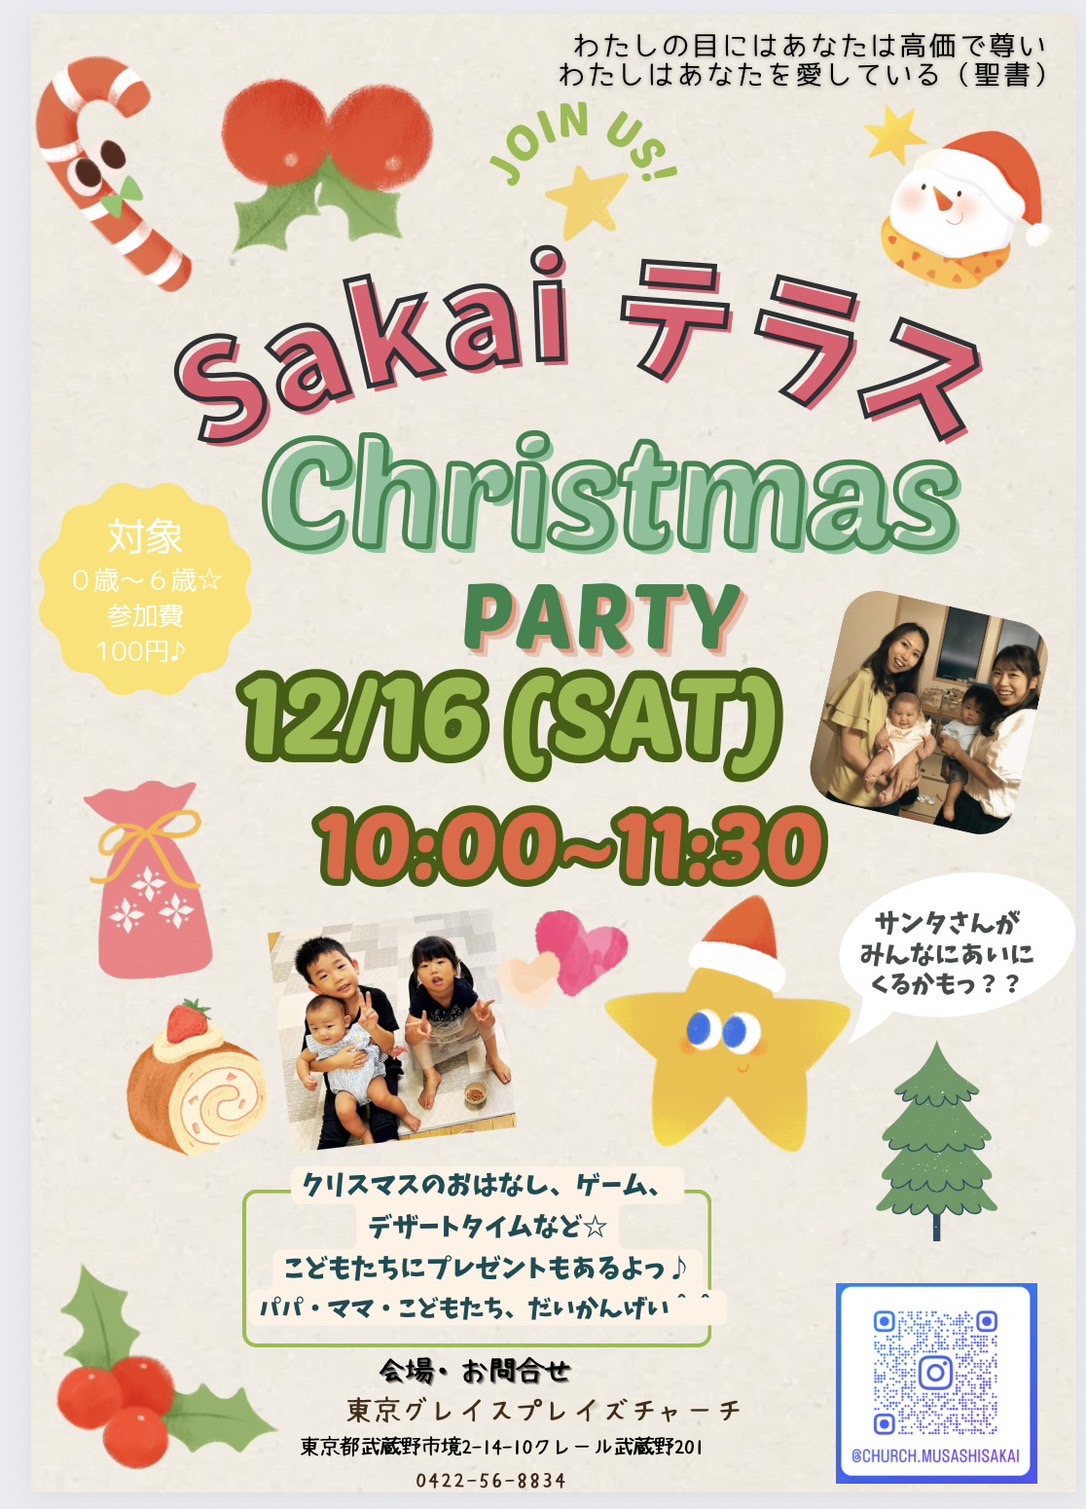 わたしの目にはあなたは高価で尊い
わたしはあなたを愛している（聖書）
JOIN US!
Sakai テラス
Christmas
PARTY
対象
０歳〜６歳☆
参加費
100円♪
12/16 (SAT)
10:00~11:30
サンタさんが
みんなにあいに
くるかもっ？？
クリスマスのおはなし、ゲーム、
デザートタイムなど☆
こどもたちにプレゼントもあるよっ♪
パパ・ママ・こどもたち、だいかんげい＾＾
会場・お問合せ
東京グレイスプレイズチャーチ
東京都武蔵野市境2-14-10クレール武蔵野201
0422-56-8834
@CHURCH.MUSASHISAKAI